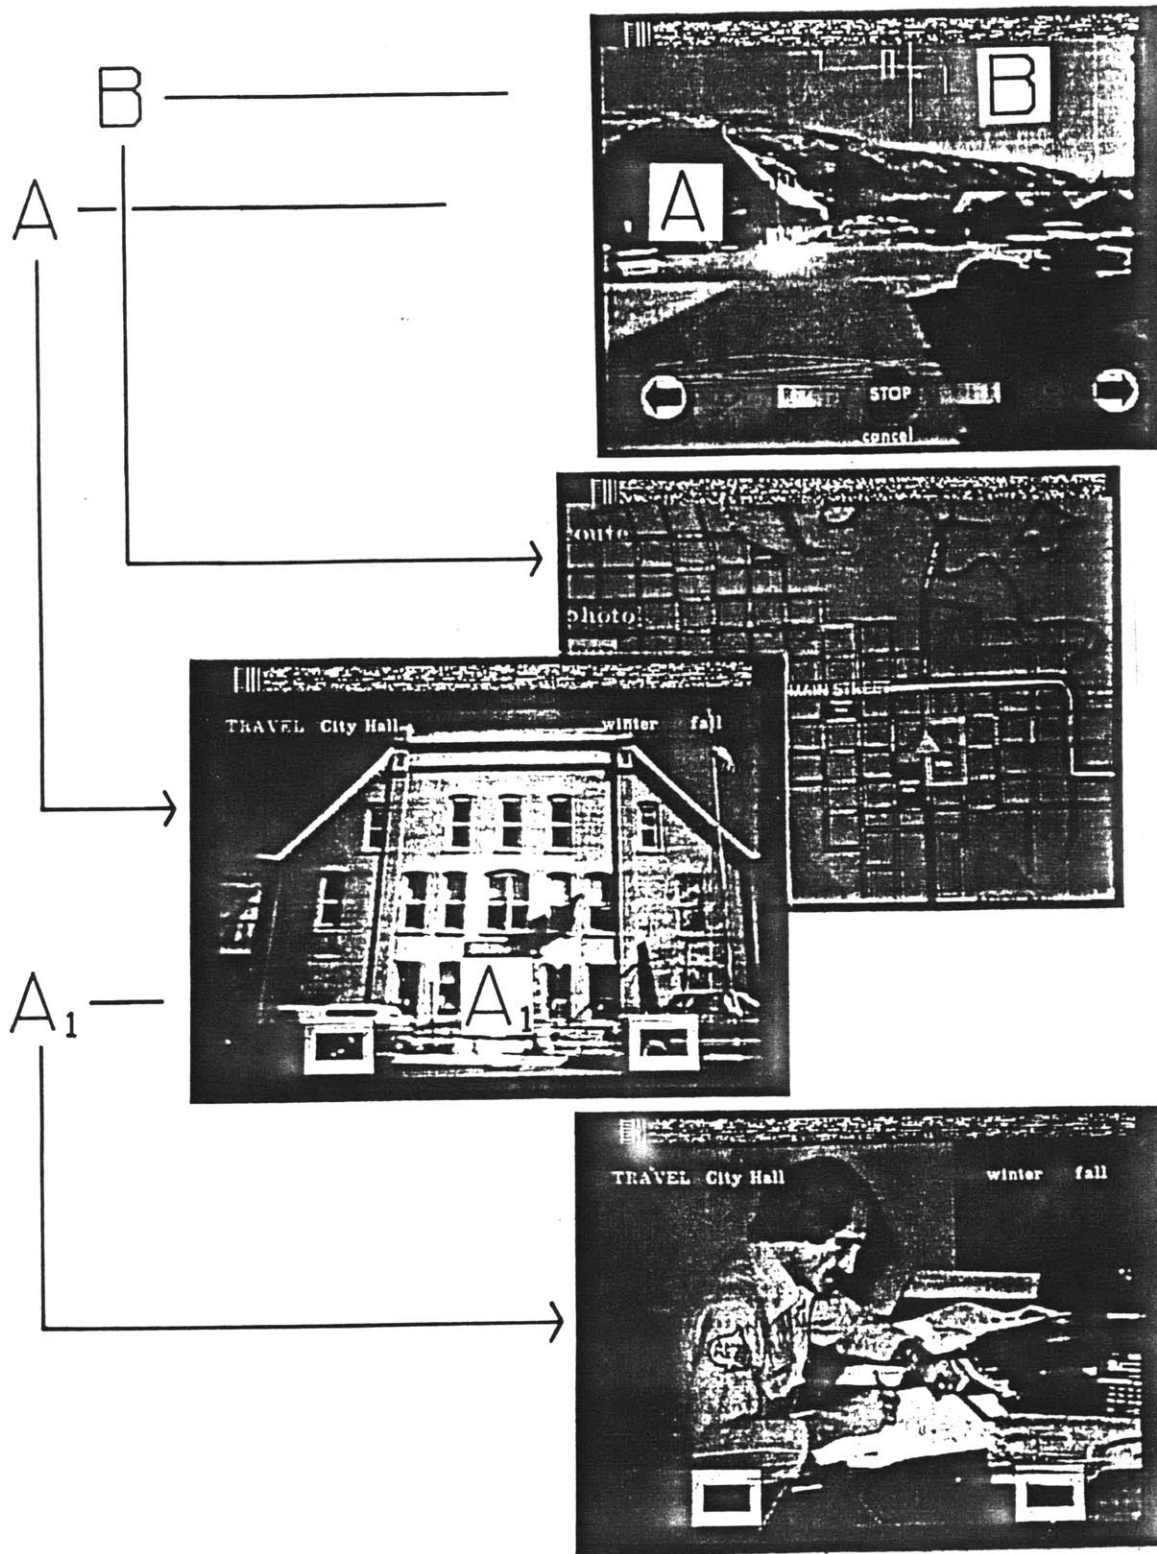 B
B
A
A
STOP
cancel
oute
photo
MAIN STREET
TRAVEL City Hall winter fall
A1
A1
TRAVEL City Hall winter fall